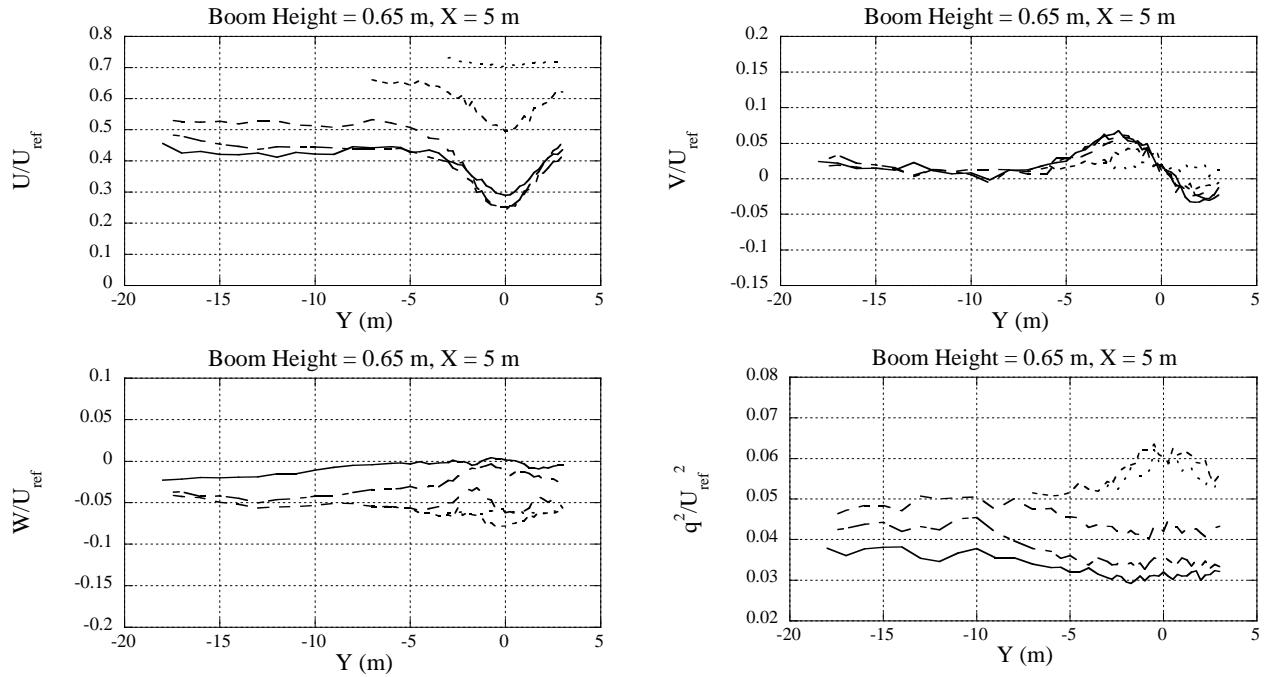 Boom Height = 0.65 m, X = 5 m
U/U_ref
0.8
0.7
0.6
0.5
0.4
0.3
0.2
0.1
0
-20 -15 -10 -5 0 5
Y (m)
Boom Height = 0.65 m, X = 5 m
V/U_ref
0.2
0.15
0.1
0.05
0
-0.05
-0.1
-0.15
-20 -15 -10 -5 0 5
Y (m)
Boom Height = 0.65 m, X = 5 m
W/U_ref
0.1
0.05
0
-0.05
-0.1
-0.15
-0.2
-20 -15 -10 -5 0 5
Y (m)
Boom Height = 0.65 m, X = 5 m
q²/U_ref²
0.08
0.07
0.06
0.05
0.04
0.03
0.02
-20 -15 -10 -5 0 5
Y (m)